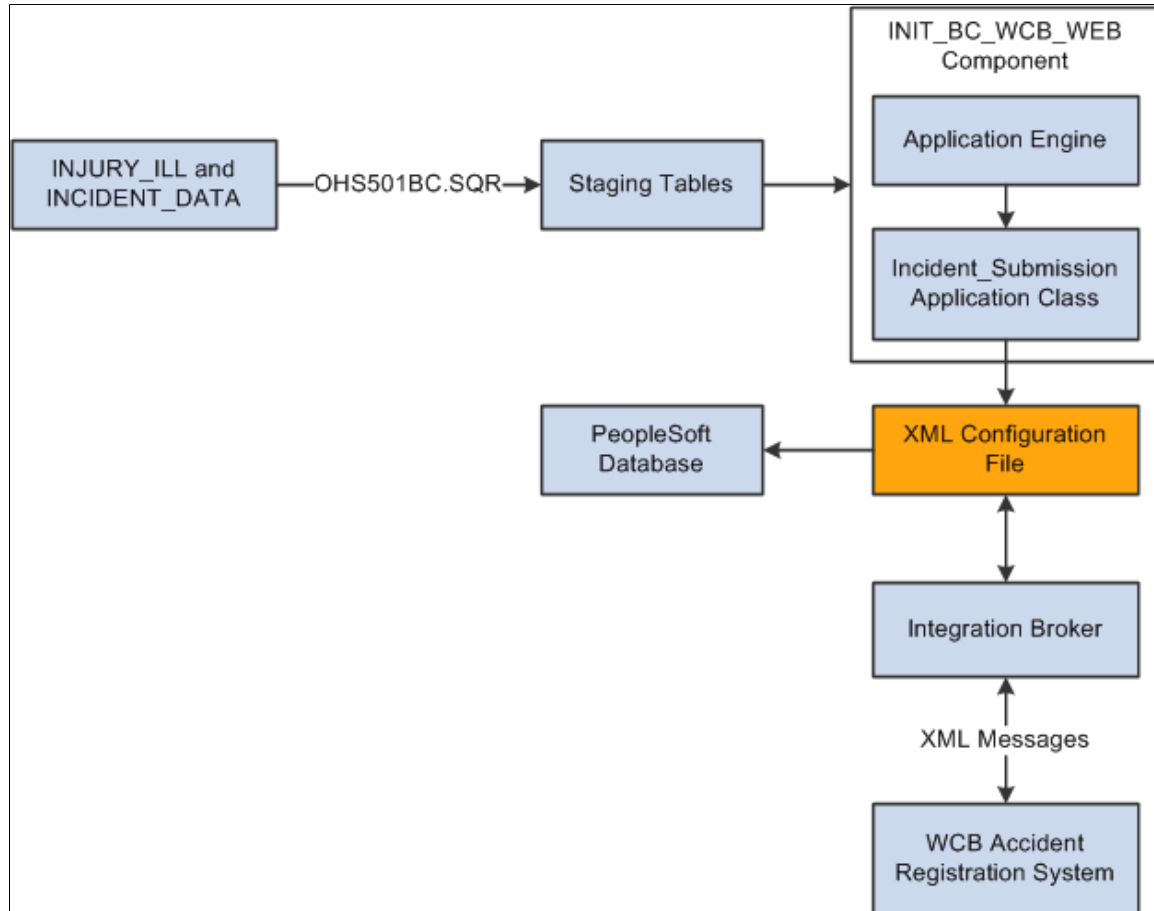 INIT_BC_WCB_WEB
Component
Application Engine
INJURY_ILL and
INCIDENT_DATA
OHS501BC.SQR
Staging Tables
Incident_Submission
Application Class
PeopleSoft
Database
XML Configuration
File
Integration Broker
XML Messages
WCB Accident
Registration System